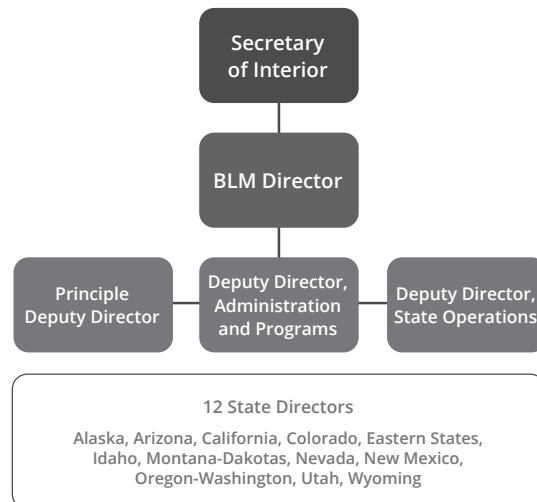 Secretary
of Interior
BLM Director
Principle
Deputy Director
Deputy Director,
Administration
and Programs
Deputy Director,
State Operations
12 State Directors
Alaska, Arizona, California, Colorado, Eastern States,
Idaho, Montana-Dakotas, Nevada, New Mexico,
Oregon-Washington, Utah, Wyoming